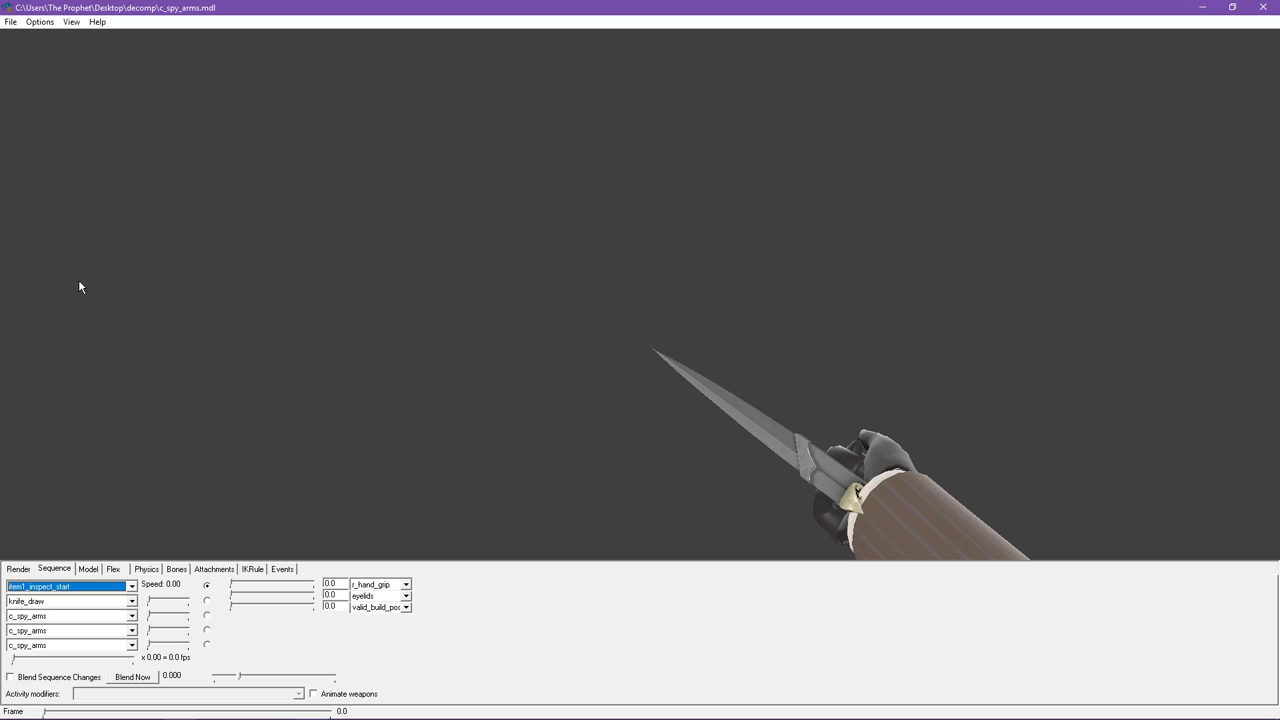 C:\Users\The Prophet\Desktop\decomp\c_spy_arms.mdl
File Options View Help
Render Sequence Model Flex Physics Bones Attachments IKRule Events
item1_inspect_start Speed: 0.00 0.0 r_hand_grip
knife_draw 0.0 eyelids
c_spy_arms 0.0 valid_build_pos
c_spy_arms
c_spy_arms
x 0.00 = 0.0 fps
Blend Sequence Changes Blend Now 0.000
Activity modifiers: Animate weapons
Frame 0.0